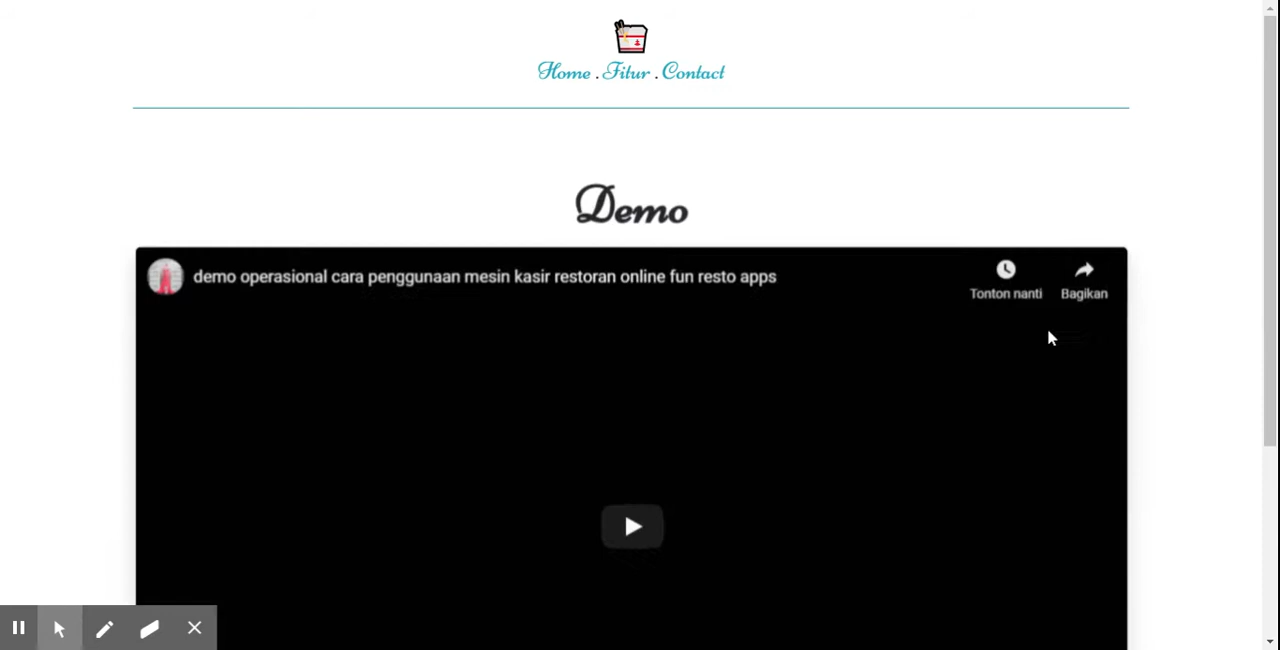 Home . Fitur . Contact
Demo
demo operasional cara penggunaan mesin kasir restoran online fun resto apps
Tonton nanti
Bagikan